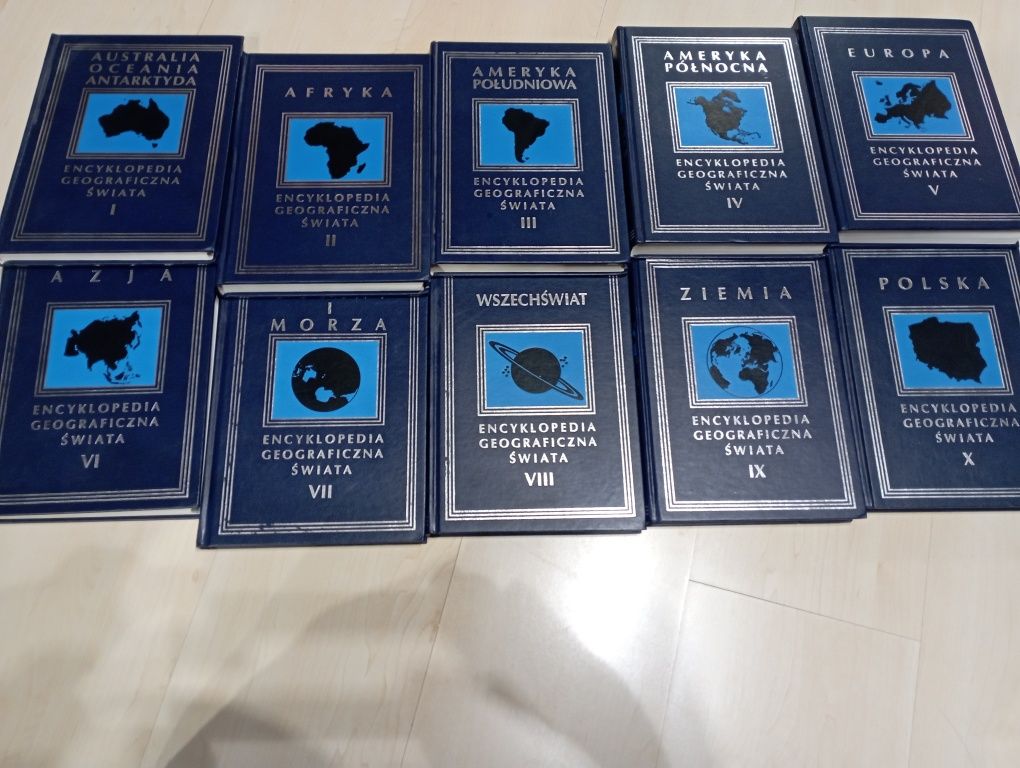 AUSTRALIA
OCEANIA
ANTARKTYDA
ENCYKLOPEDIA
GEOGRAFICZNA
ŚWIATA
I
AFRYKA
ENCYKLOPEDIA
GEOGRAFICZNA
ŚWIATA
II
AMERYKA
POŁUDNIOWA
ENCYKLOPEDIA
GEOGRAFICZNA
ŚWIATA
III
AMERYKA
PÓŁNOCNA
ENCYKLOPEDIA
GEOGRAFICZNA
ŚWIATA
IV
EUROPA
ENCYKLOPEDIA
GEOGRAFICZNA
ŚWIATA
V
AZJA
ENCYKLOPEDIA
GEOGRAFICZNA
ŚWIATA
VI
I
MORZA
ENCYKLOPEDIA
GEOGRAFICZNA
ŚWIATA
VII
WSZECHŚWIAT
ENCYKLOPEDIA
GEOGRAFICZNA
ŚWIATA
VIII
ZIEMIA
ENCYKLOPEDIA
GEOGRAFICZNA
ŚWIATA
IX
POLSKA
ENCYKLOPEDIA
GEOGRAFICZNA
ŚWIATA
X